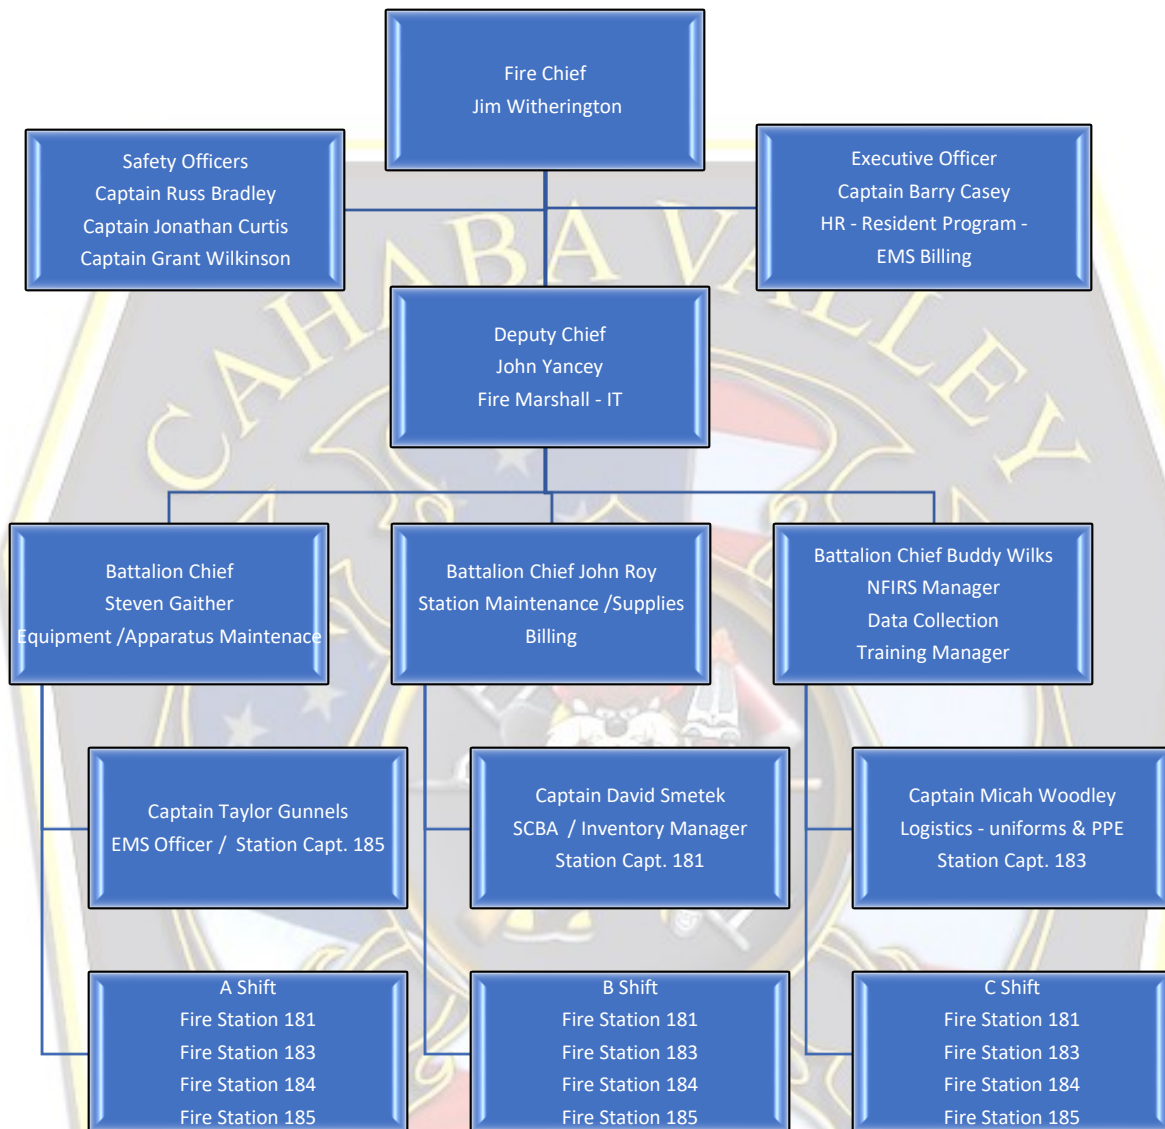 Fire Chief
Jim Witherington
Safety Officers
Captain Russ Bradley
Captain Jonathan Curtis
Captain Grant Wilkinson
Executive Officer
Captain Barry Casey
HR - Resident Program -
EMS Billing
CAHABA VALLEY
Deputy Chief
John Yancey
Fire Marshall - IT
Battalion Chief
Steven Gaither
Equipment /Apparatus Maintenace
Battalion Chief John Roy
Station Maintenance /Supplies
Billing
Battalion Chief Buddy Wilks
NFIRS Manager
Data Collection
Training Manager
Captain Taylor Gunnels
EMS Officer / Station Capt. 185
Captain David Smetek
SCBA / Inventory Manager
Station Capt. 181
Captain Micah Woodley
Logistics - uniforms & PPE
Station Capt. 183
A Shift
Fire Station 181
Fire Station 183
Fire Station 184
Fire Station 185
B Shift
Fire Station 181
Fire Station 183
Fire Station 184
Fire Station 185
C Shift
Fire Station 181
Fire Station 183
Fire Station 184
Fire Station 185